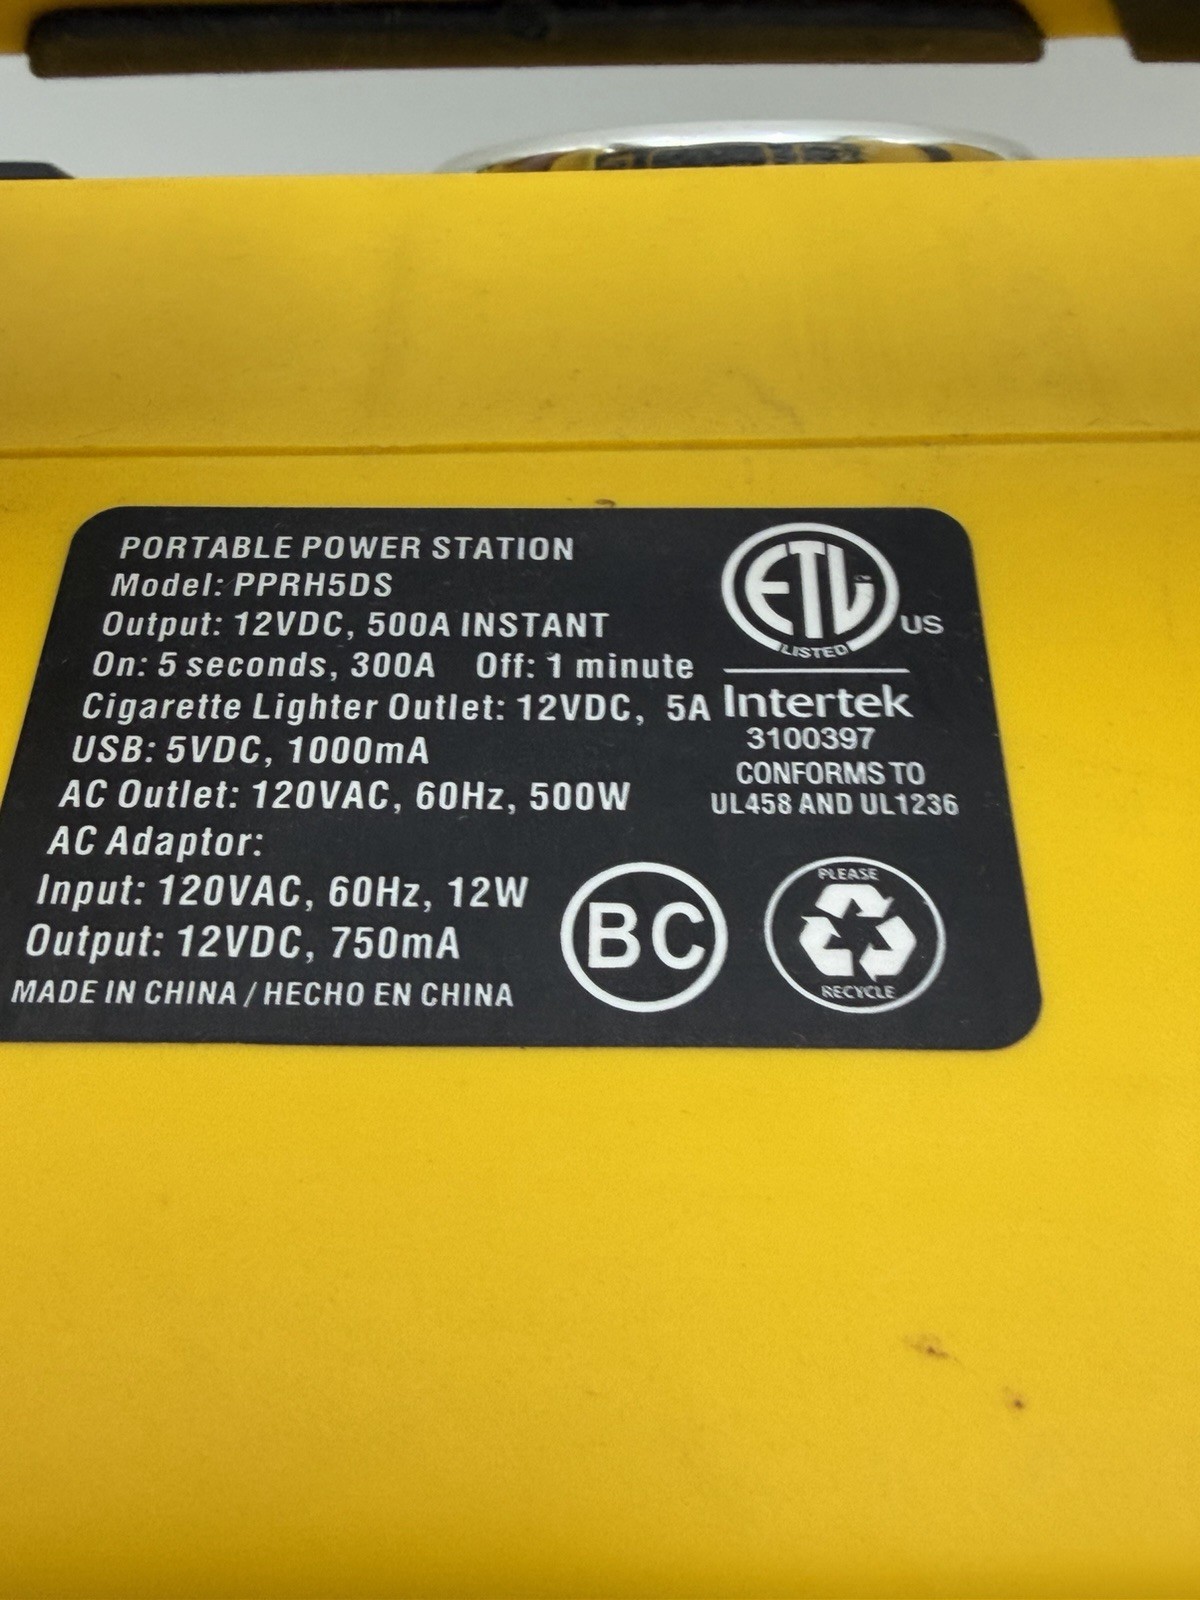 PORTABLE POWER STATION
Model: PPRH5DS
Output: 12VDC, 500A INSTANT
On: 5 seconds, 300A Off: 1 minute
Cigarette Lighter Outlet: 12VDC, 5A
USB: 5VDC, 1000mA
AC Outlet: 120VAC, 60Hz, 500W
AC Adaptor:
Input: 120VAC, 60Hz, 12W
Output: 12VDC, 750mA
MADE IN CHINA / HECHO EN CHINA
ETL
LISTED
US
Intertek
3100397
CONFORMS TO
UL458 AND UL1236
BC
PLEASE
RECYCLE